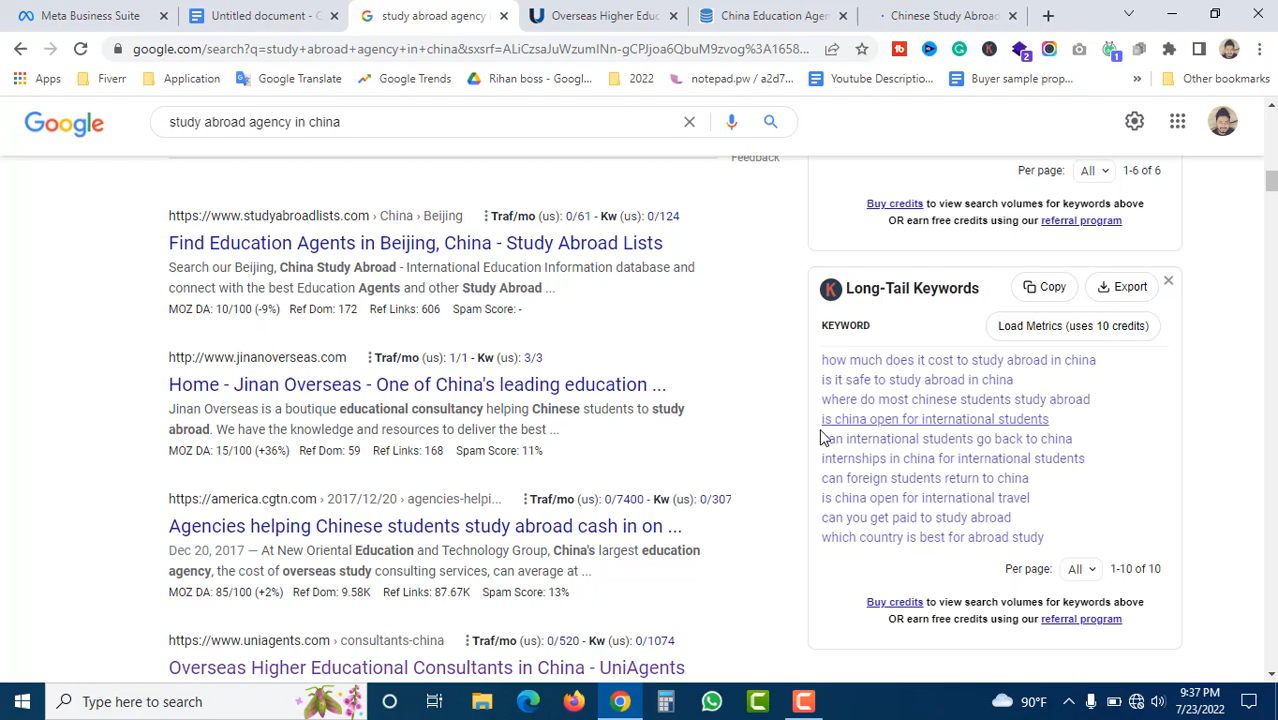 Meta Business Suite
Untitled document - G
study abroad agency i
Overseas Higher Educ
China Education Agen
Chinese Study Abroad
google.com/search?q=study+abroad+agency+in+china&sxsrf=ALiCzsaJuWzumINn-gCPJjoa6QbuM9zvog%3A1658...
2
1
Apps
Fiverr
Application
Google Translate
Google Trends
Rihan boss - Googl...
2022
notepad.pw / a2d7...
Youtube Descriptio...
Buyer sample prop...
»
Other bookmarks
Google
study abroad agency in china
Feedback
Per page: All 1-6 of 6
Buy credits to view search volumes for keywords above
OR earn free credits using our referral program
https://www.studyabroadlists.com › China › Beijing Traf/mo (us): 0/61 - Kw (us): 0/124
Find Education Agents in Beijing, China - Study Abroad Lists
Search our Beijing, China Study Abroad - International Education Information database and
connect with the best Education Agents and other Study Abroad ...
MOZ DA: 10/100 (-9%) Ref Dom: 172 Ref Links: 606 Spam Score: -
http://www.jinanoverseas.com Traf/mo (us): 1/1 - Kw (us): 3/3
Home - Jinan Overseas - One of China's leading education ...
Jinan Overseas is a boutique educational consultancy helping Chinese students to study
abroad. We have the knowledge and resources to deliver the best ...
MOZ DA: 15/100 (+36%) Ref Dom: 59 Ref Links: 168 Spam Score: 11%
https://america.cgtn.com › 2017/12/20 › agencies-helpi... Traf/mo (us): 0/7400 - Kw (us): 0/307
Agencies helping Chinese students study abroad cash in on ...
Dec 20, 2017 — At New Oriental Education and Technology Group, China's largest education
agency, the cost of overseas study consulting services, can average at ...
MOZ DA: 85/100 (+2%) Ref Dom: 9.58K Ref Links: 87.67K Spam Score: 13%
https://www.uniagents.com › consultants-china Traf/mo (us): 0/520 - Kw (us): 0/1074
Overseas Higher Educational Consultants in China - UniAgents
K Long-Tail Keywords Copy Export
KEYWORD Load Metrics (uses 10 credits)
how much does it cost to study abroad in china
is it safe to study abroad in china
where do most chinese students study abroad
is china open for international students
can international students go back to china
internships in china for international students
can foreign students return to china
is china open for international travel
can you get paid to study abroad
which country is best for abroad study
Per page: All 1-10 of 10
Buy credits to view search volumes for keywords above
OR earn free credits using our referral program
Type here to search
90°F
9:37 PM
7/23/2022